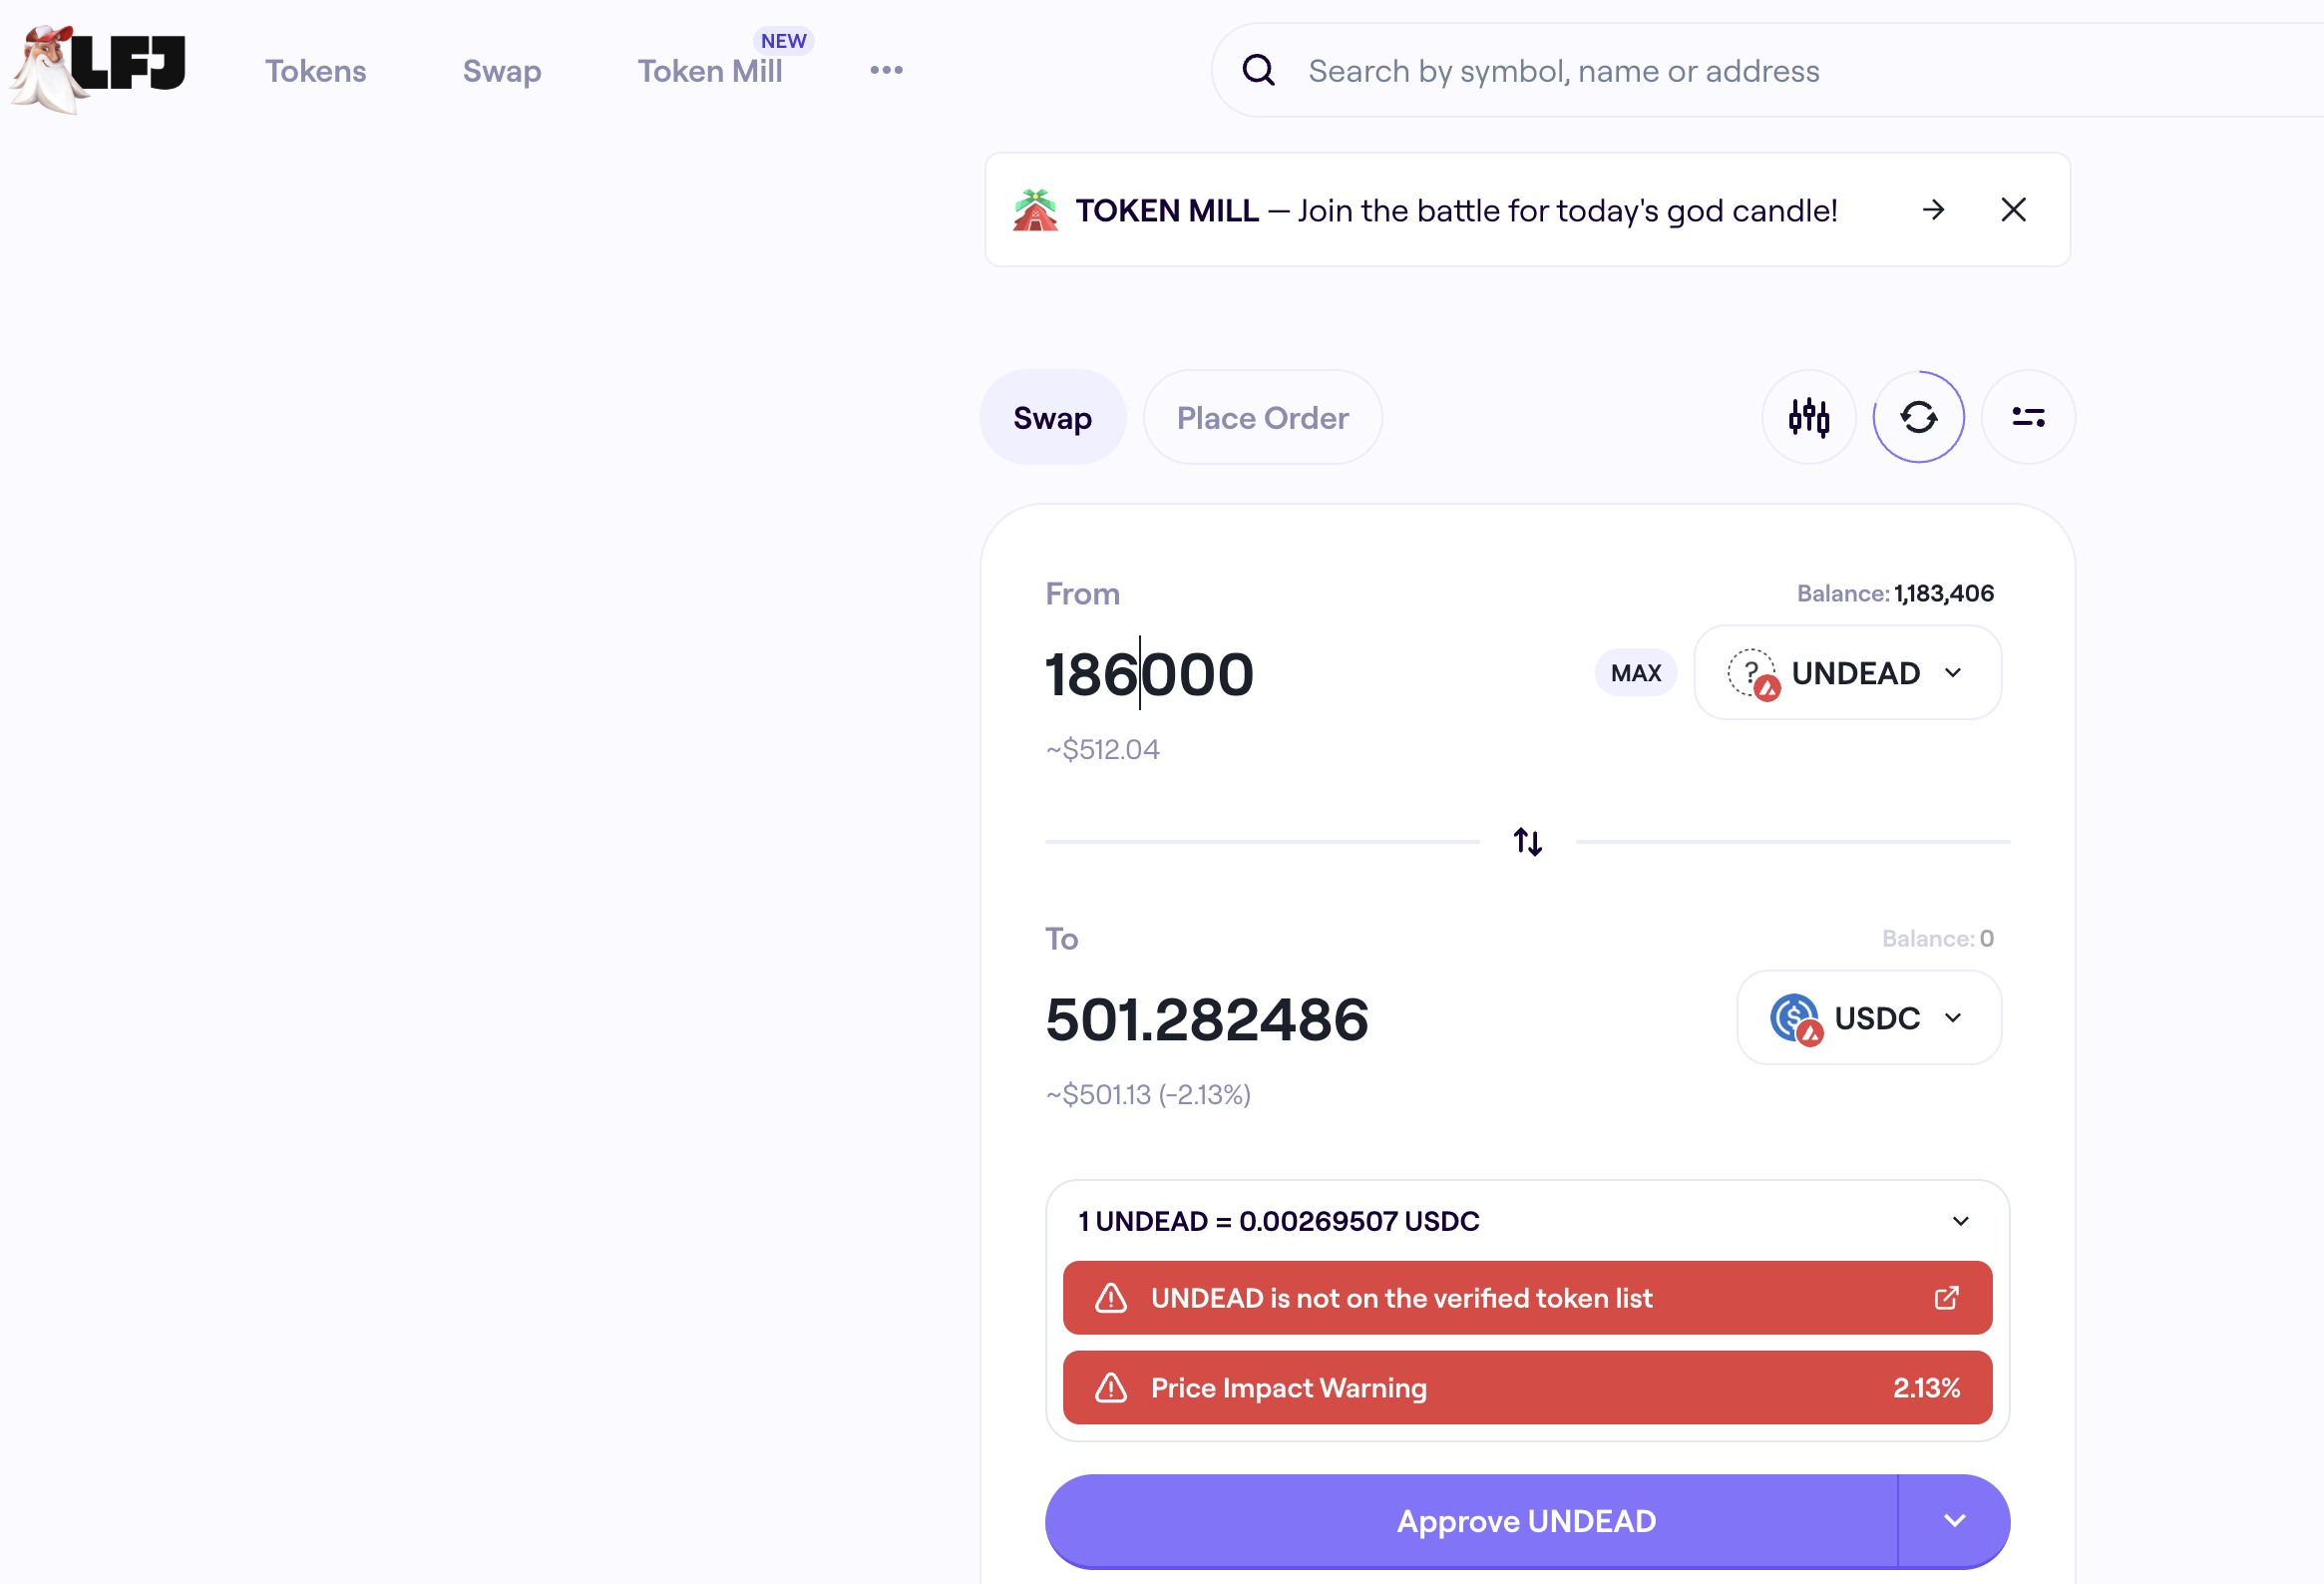 LFJ
Tokens
Swap
Token Mill
NEW
Search by symbol, name or address
TOKEN MILL — Join the battle for today's god candle!
Swap
Place Order
From
Balance: 1,183,406
186000
MAX
? UNDEAD
~$512.04
To
Balance: 0
501.282486
USDC
~$501.13 (-2.13%)
1 UNDEAD = 0.00269507 USDC
UNDEAD is not on the verified token list
Price Impact Warning
2.13%
Approve UNDEAD